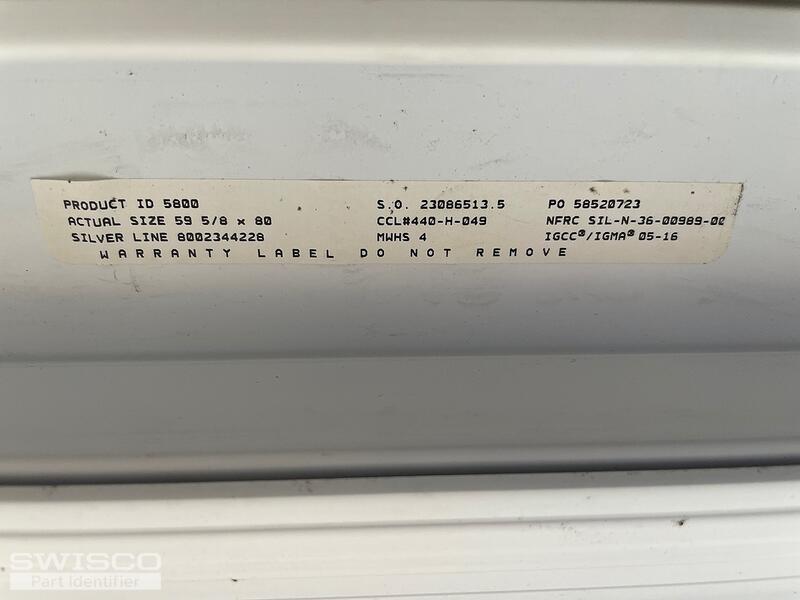 PRODUCT ID 5800 S.O. 23086513.5 PO 58520723
ACTUAL SIZE 59 5/8 x 80 CCL#440-H-049 NFRC SIL-N-36-00989-00
SILVER LINE 8002344228 MWHS 4 IGCC®/IGMA® 05-16
WARRANTY LABEL DO NOT REMOVE
SWISCO
Part Identifier